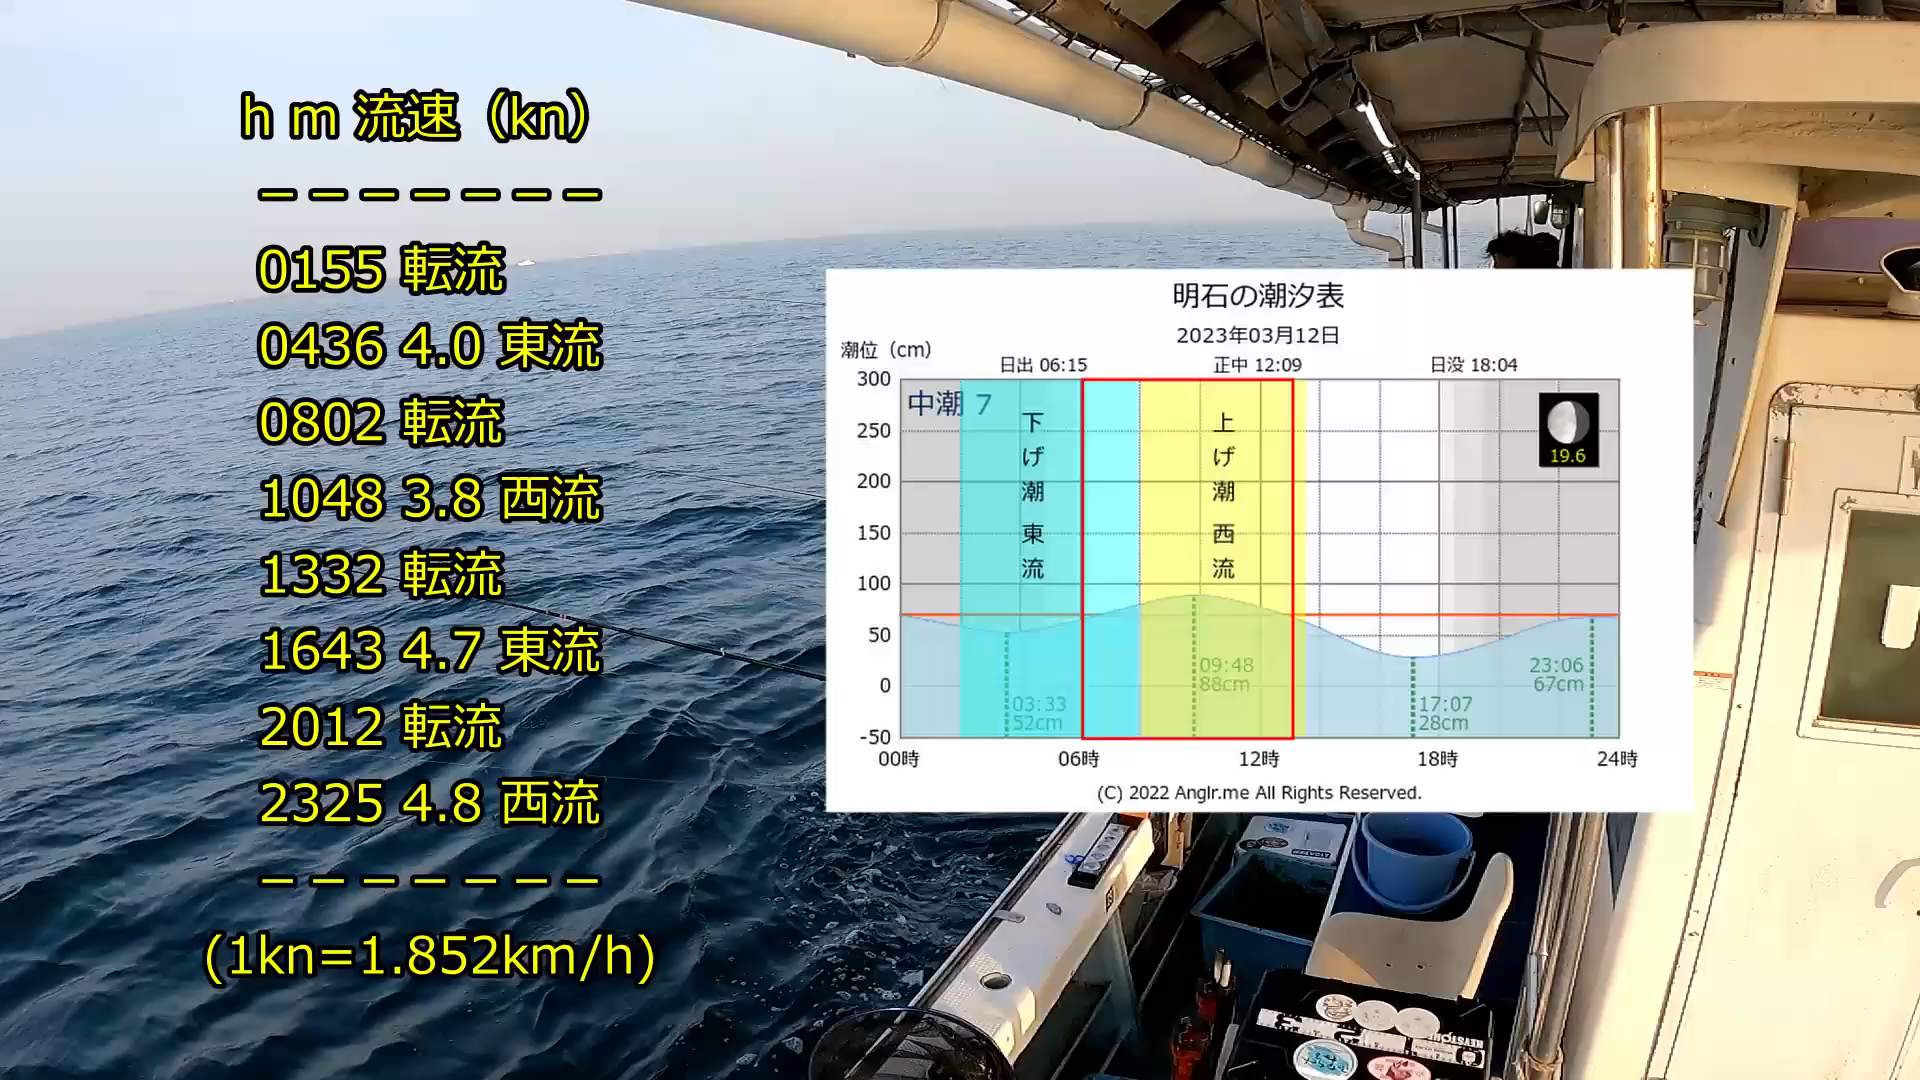 h m 流速（kn）
－－－－－－－
0155 転流
0436 4.0 東流
0802 転流
1048 3.8 西流
1332 転流
1643 4.7 東流
2012 転流
2325 4.8 西流
－－－－－－－
(1kn=1.852km/h)
明石の潮汐表
2023年03月12日
潮位（cm）
日出 06:15
正中 12:09
日没 18:04
300
250
200
150
100
50
0
-50
中潮 7
下げ潮
東流
上げ潮
西流
19.6
03:33
52cm
09:48
88cm
17:07
28cm
23:06
67cm
00時
06時
12時
18時
24時
(C) 2022 Anglr.me All Rights Reserved.